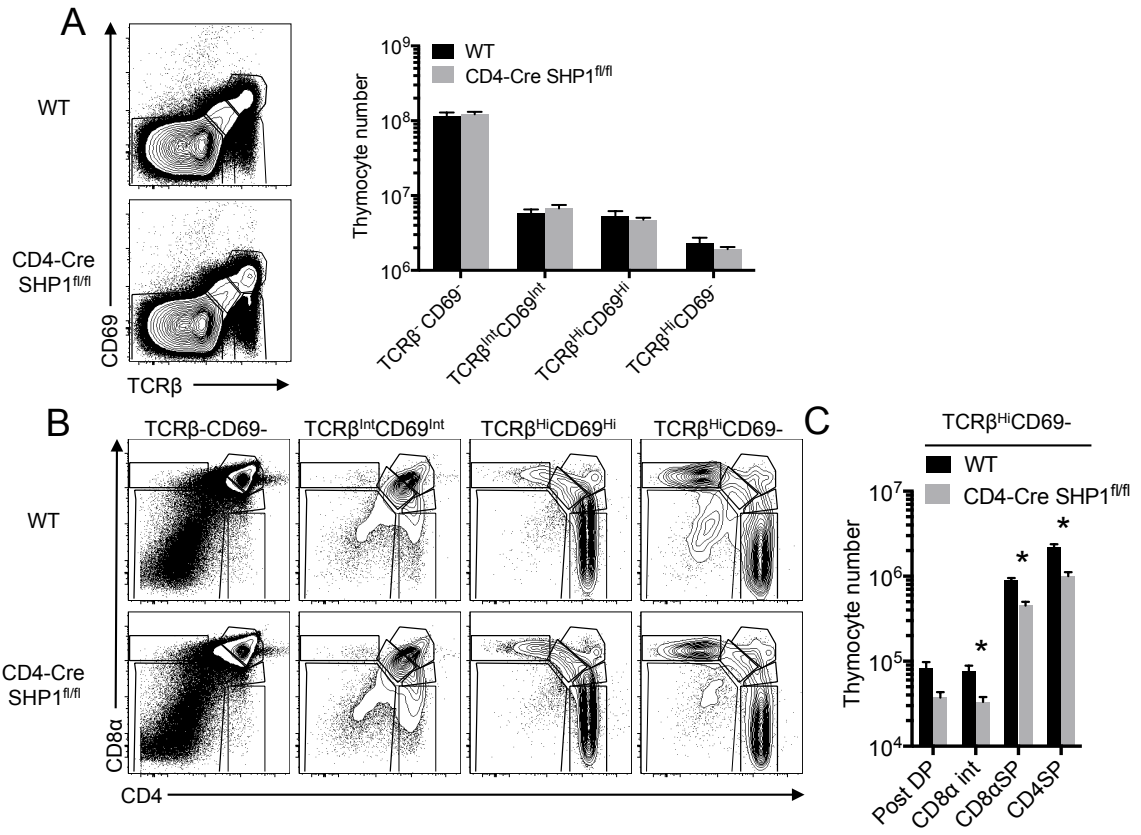 A
WT
CD4-Cre
SHP1fl/fl
CD69
TCRβ
10⁹
10⁸
10⁷
10⁶
Thymocyte number
WT
CD4-Cre SHP1fl/fl
TCRβ- CD69-
TCRβIntCD69Int
TCRβHiCD69Hi
TCRβHiCD69-
B
TCRβ-CD69-
TCRβIntCD69Int
TCRβHiCD69Hi
TCRβHiCD69-
WT
CD4-Cre
SHP1fl/fl
CD8α
CD4
C
TCRβHiCD69-
WT
CD4-Cre SHP1fl/fl
10⁷
10⁶
10⁵
10⁴
Thymocyte number
*
*
*
Post DP
CD8α int
CD8αSP
CD4SP